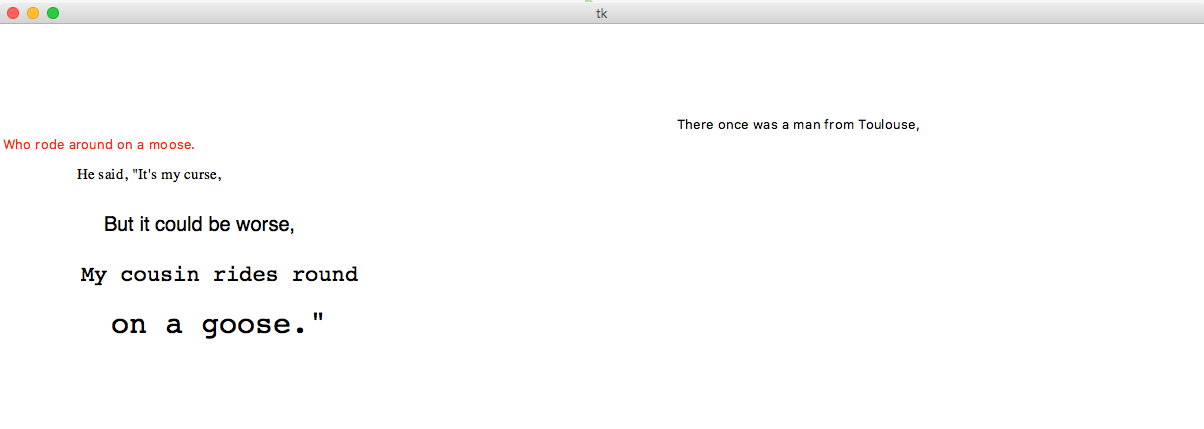 tk
There once was a man from Toulouse,
Who rode around on a moose.
He said, "It's my curse,
But it could be worse,
My cousin rides round
on a goose."